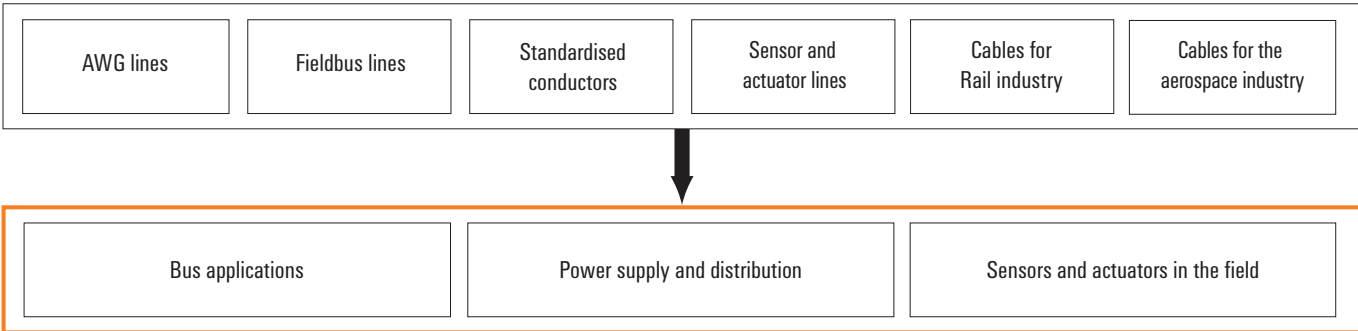 AWG lines
Fieldbus lines
Standardised
conductors
Sensor and
actuator lines
Cables for
Rail industry
Cables for the
aerospace industry
Bus applications
Power supply and distribution
Sensors and actuators in the field